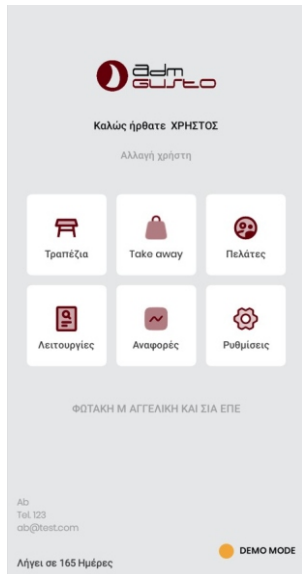 adm
GUSTO
Καλώς ήρθατε ΧΡΗΣΤΟΣ
Αλλαγή χρήστη
Τραπέζια
Take away
Πελάτες
Λειτουργίες
Αναφορές
Ρυθμίσεις
ΦΩΤΑΚΗ Μ ΑΓΓΕΛΙΚΗ ΚΑΙ ΣΙΑ ΕΠΕ
Ab
Tel. 123
ab@test.com
DEMO MODE
Λήγει σε 165 Ημέρες